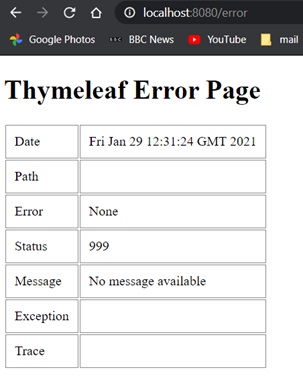 localhost:8080/error
Google Photos BBC News YouTube mail
Thymeleaf Error Page
Date Fri Jan 29 12:31:24 GMT 2021
Path
Error None
Status 999
Message No message available
Exception
Trace